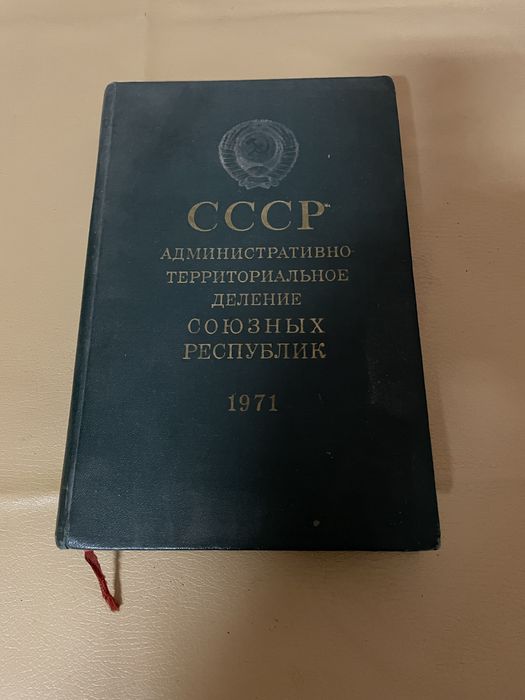 СССР
АДМИНИСТРАТИВНО-
ТЕРРИТОРИАЛЬНОЕ
ДЕЛЕНИЕ
СОЮЗНЫХ
РЕСПУБЛИК
1971